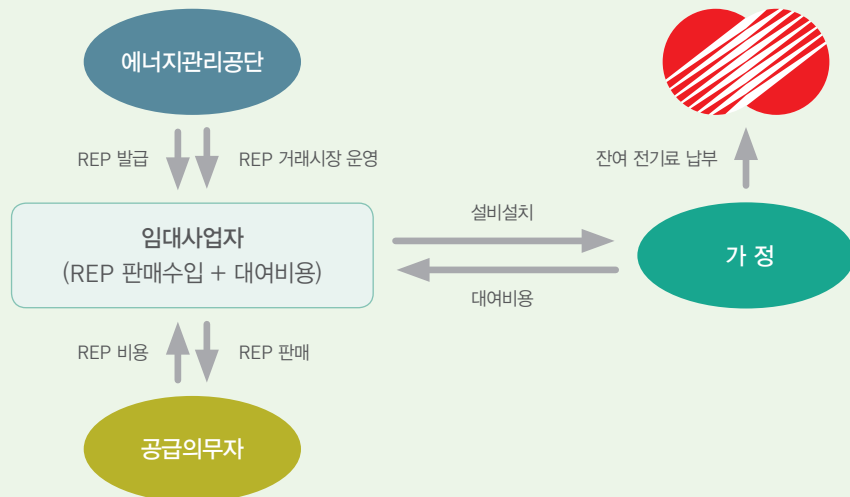 에너지관리공단
REP 발급
REP 거래시장 운영
잔여 전기료 납부
임대사업자
(REP 판매수입 + 대여비용)
설비설치
대여비용
가 정
REP 비용
REP 판매
공급의무자